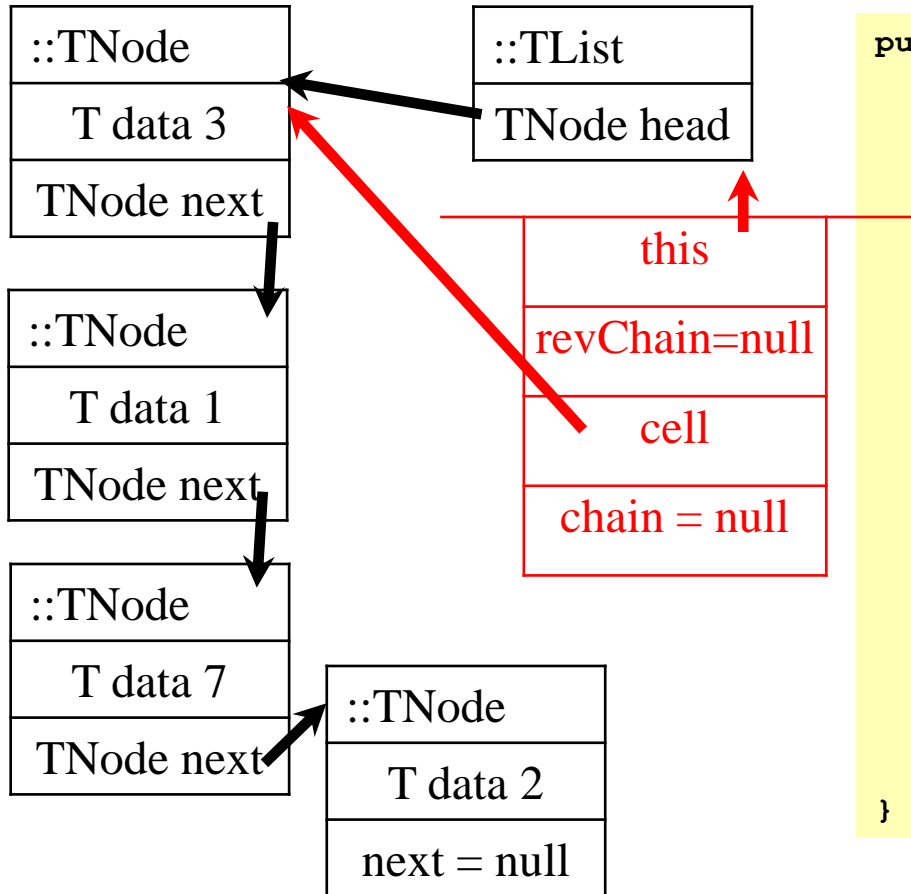 ::TNode
T data 3
TNode next
::TList
TNode head
this
revChain=null
cell
chain = null
::TNode
T data 1
TNode next
::TNode
T data 7
TNode next
::TNode
T data 2
next = null
pu
}